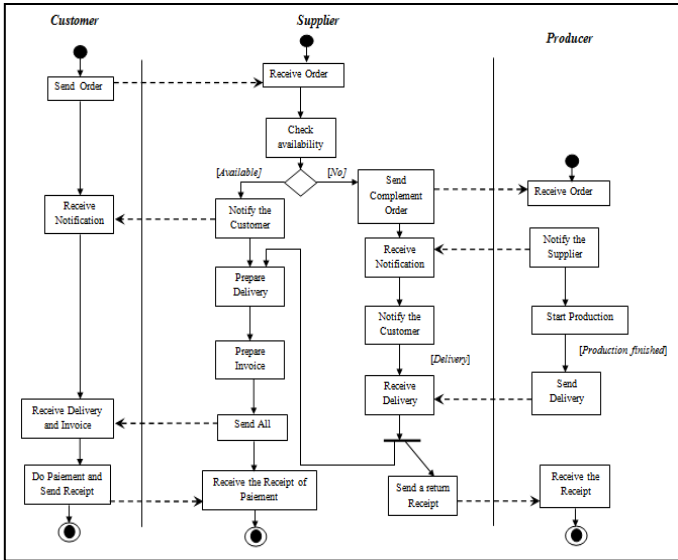 Customer
Supplier
Producer
Send Order
Receive Order
Check
availability
[Available]
[No]
Send
Complement
Order
Receive Order
Receive
Notification
Notify the
Customer
Receive
Notification
Notify the
Supplier
Prepare
Delivery
Notify the
Customer
Start Production
[Production finished]
Prepare
Invoice
[Delivery]
Receive
Delivery
Send
Delivery
Receive Delivery
and Invoice
Send All
Do Paiement and
Send Receipt
Receive the Receipt of
Paiement
Send a return
Receipt
Receive the
Receipt